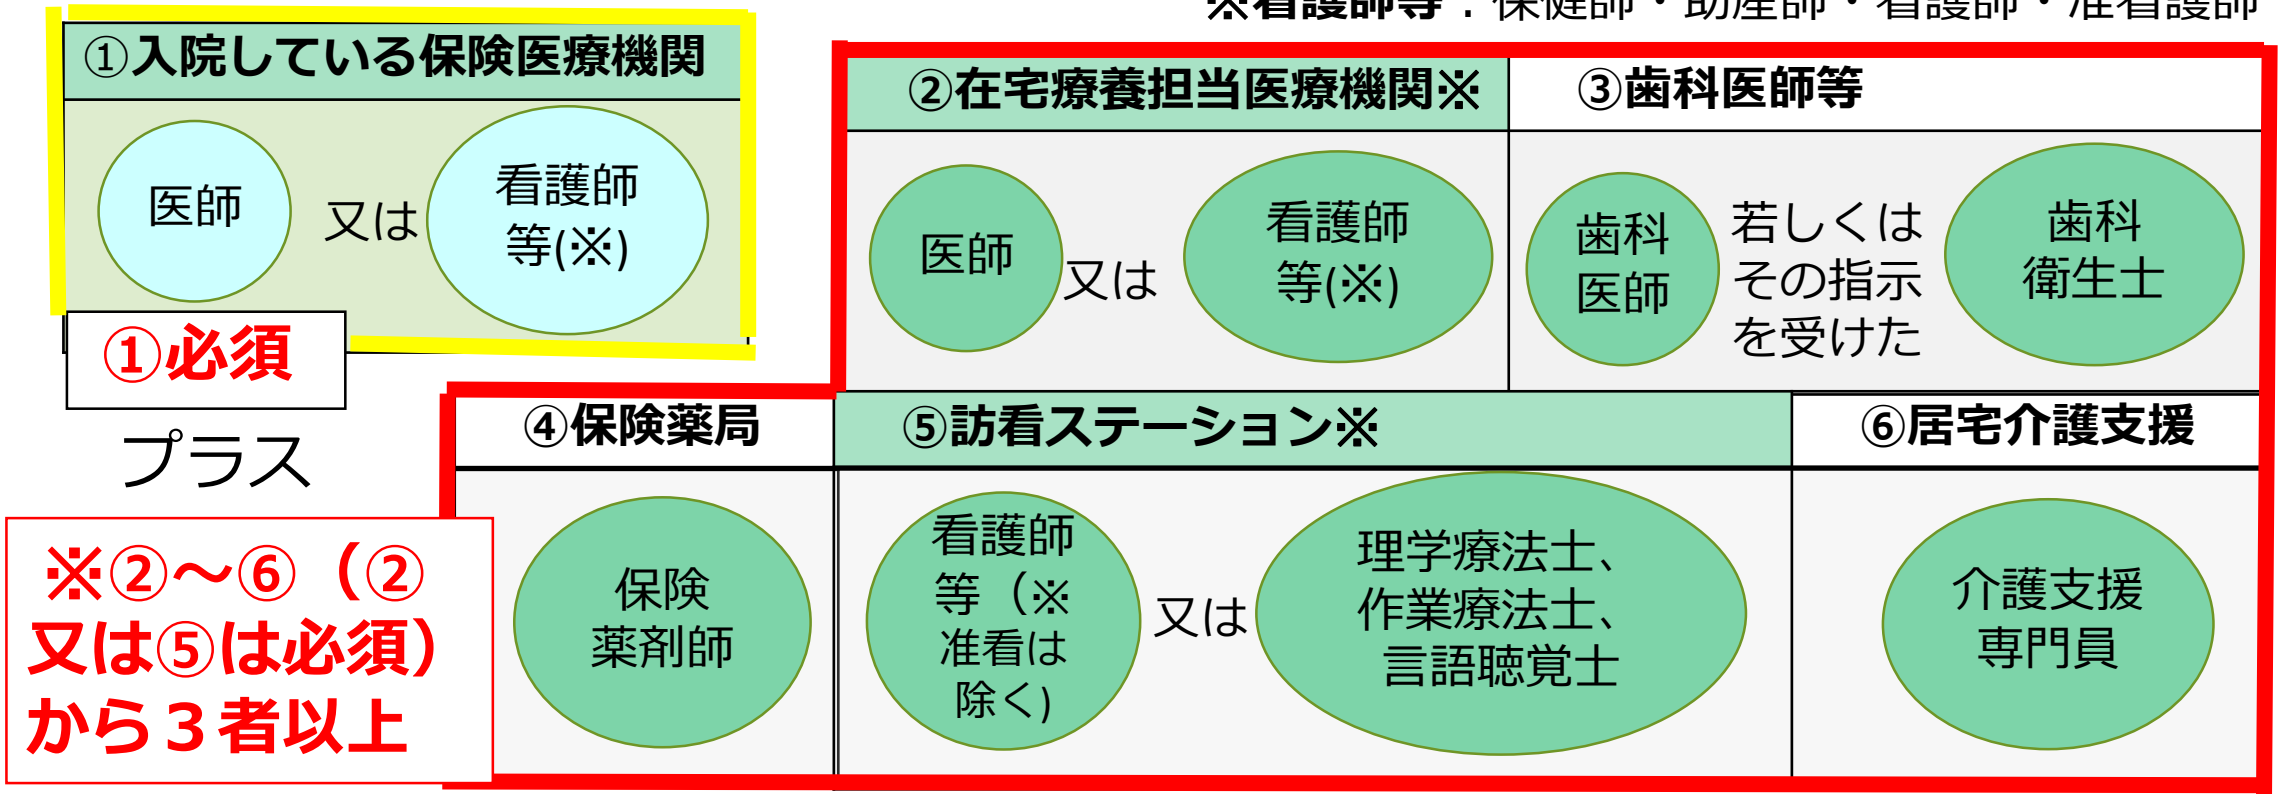 ※看護師等：保健師・助産師・看護師・准看護師
①入院している保険医療機関
医師
又は
看護師
等(※)
①必須
プラス
※②～⑥（②
又は⑤は必須）
から３者以上
②在宅療養担当医療機関※
医師
又は
看護師
等(※)
③歯科医師等
歯科
医師
若しくは
その指示
を受けた
歯科
衛生士
④保険薬局
保険
薬剤師
⑤訪看ステーション※
看護師
等（※
准看は
除く)
又は
理学療法士、
作業療法士、
言語聴覚士
⑥居宅介護支援
介護支援
専門員